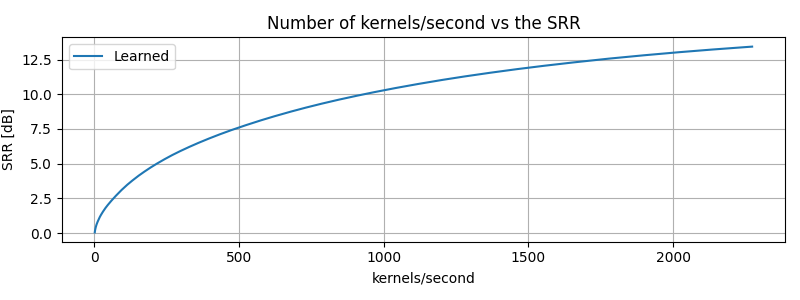 Number of kernels/second vs the SRR
Learned
SRR [dB]
12.5
10.0
7.5
5.0
2.5
0.0
0 500 1000 1500 2000
kernels/second